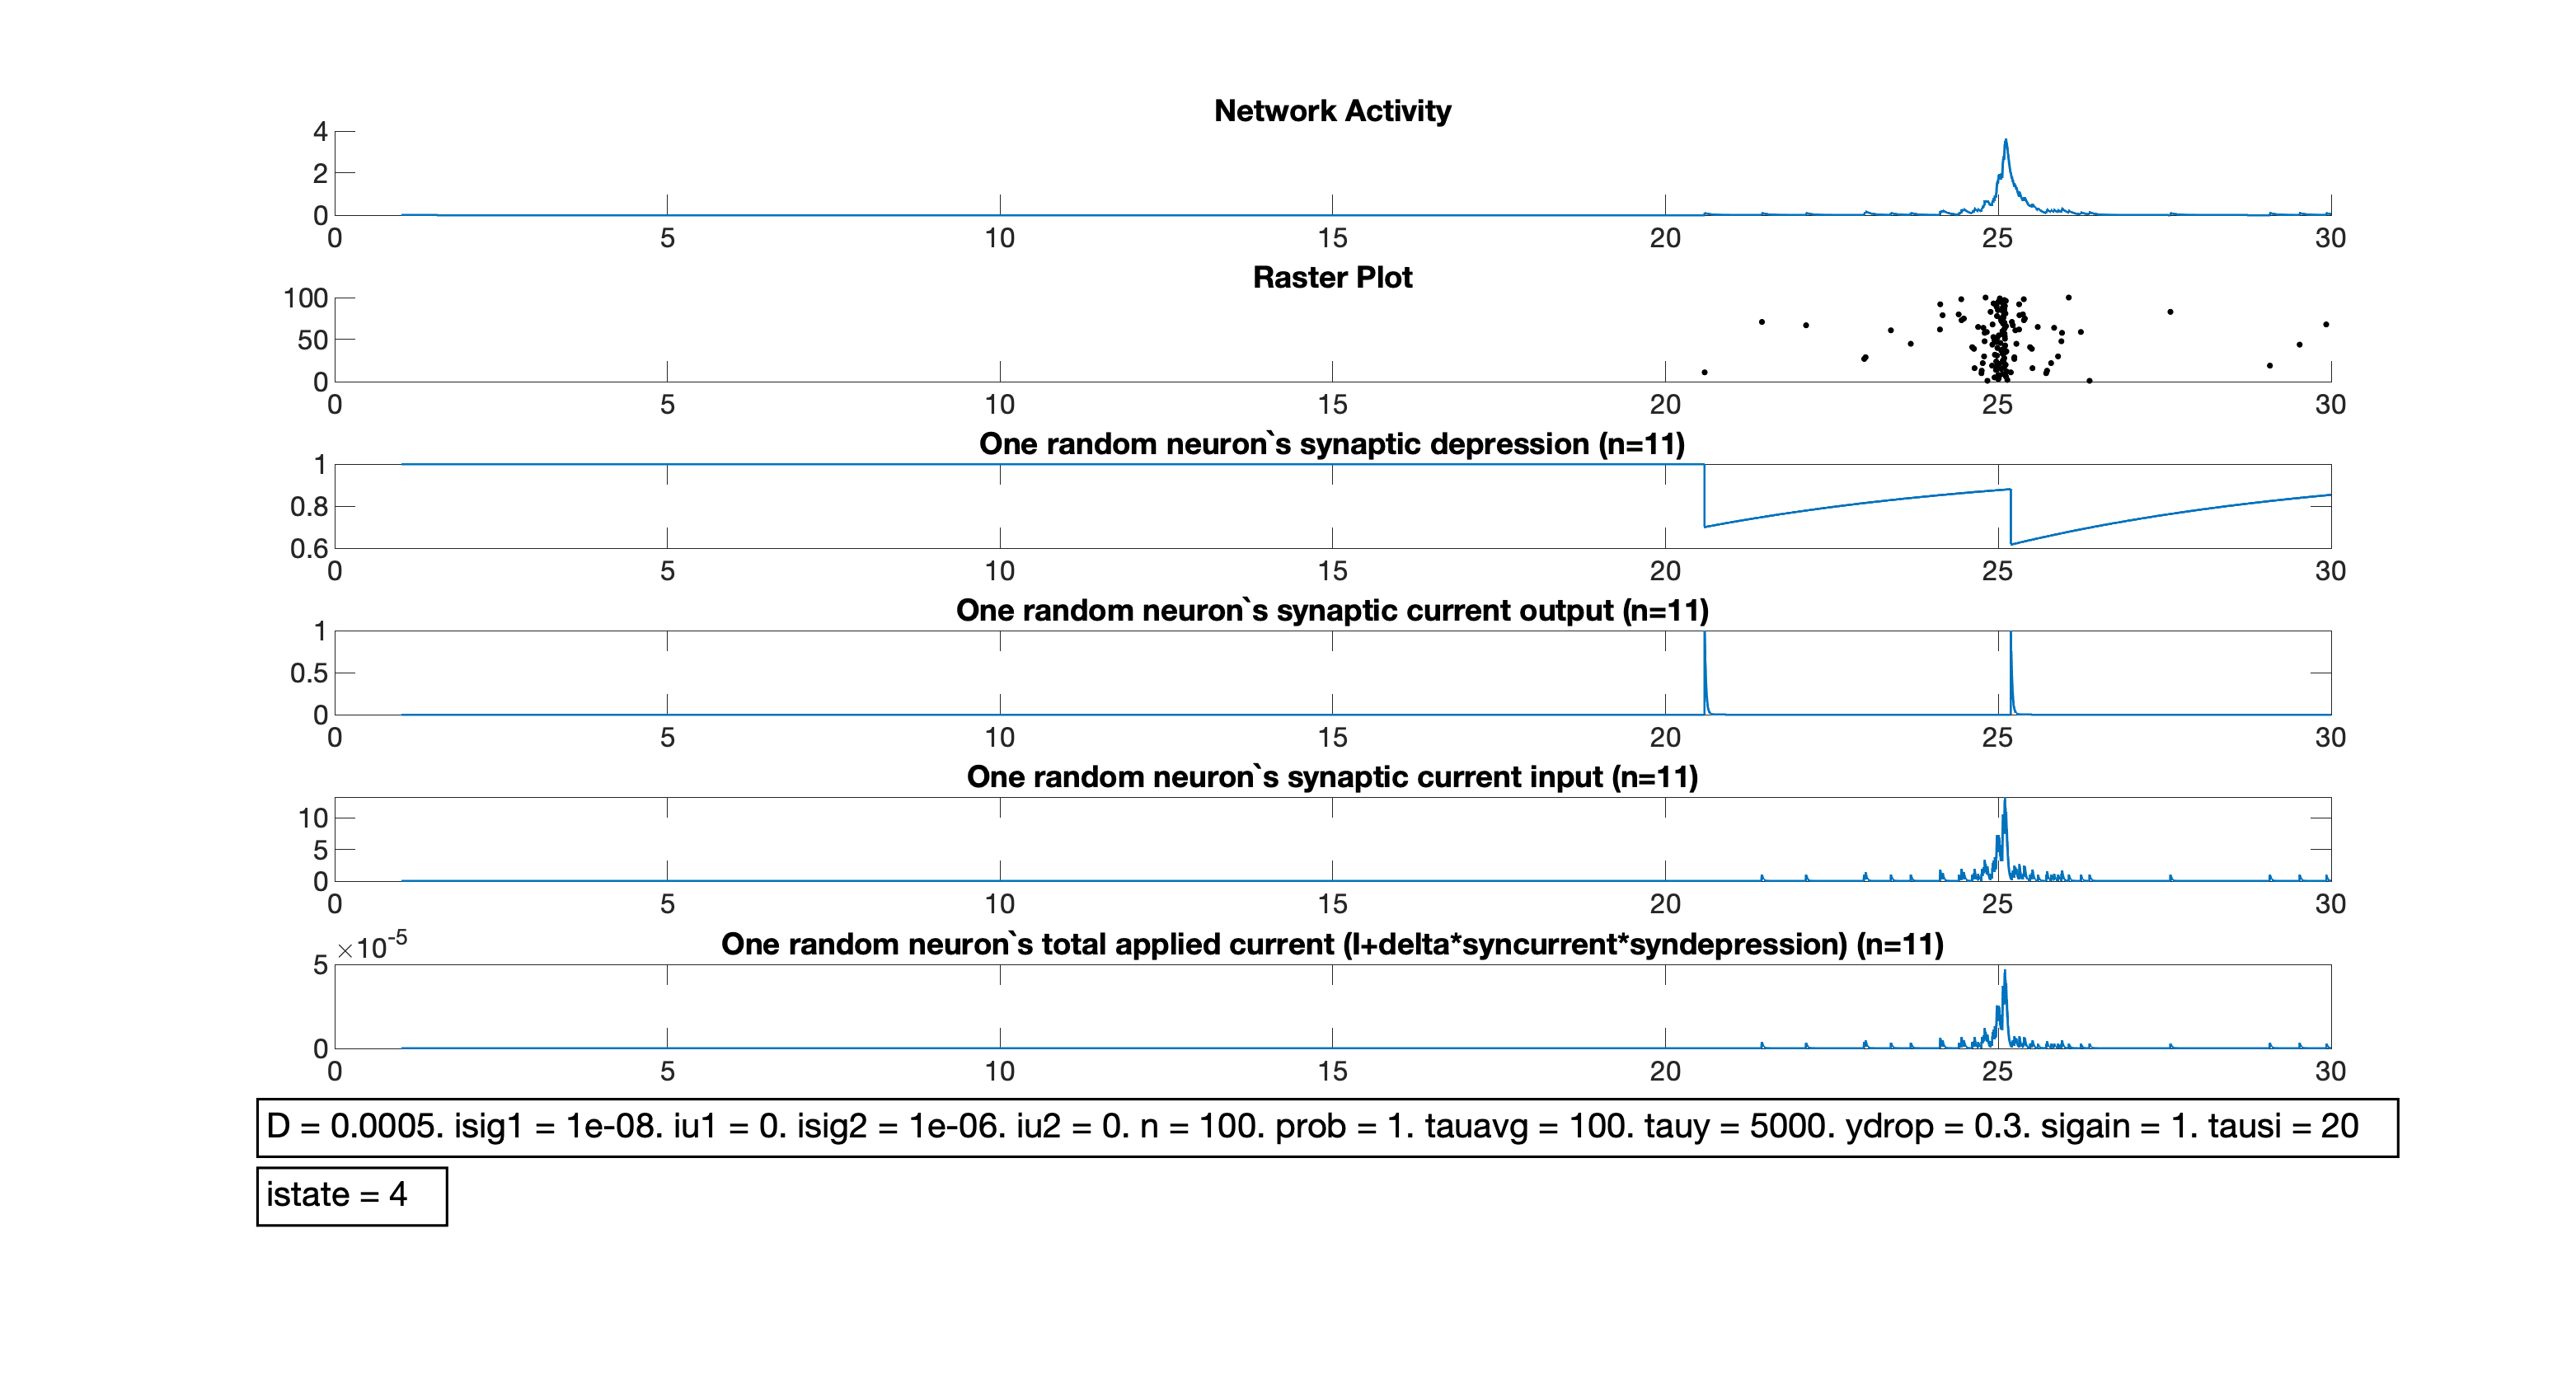 Network Activity
4
2
0
0 5 10 15 20 25 30
Raster Plot
100
50
0
0 5 10 15 20 25 30
One random neuron`s synaptic depression (n=11)
1
0.8
0.6
0 5 10 15 20 25 30
One random neuron`s synaptic current output (n=11)
1
0.5
0
0 5 10 15 20 25 30
One random neuron`s synaptic current input (n=11)
10
5
0
0 5 10 15 20 25 30
×10-5
One random neuron`s total applied current (I+delta*syncurrent*syndepression) (n=11)
5
0
0 5 10 15 20 25 30
D = 0.0005. isig1 = 1e-08. iu1 = 0. isig2 = 1e-06. iu2 = 0. n = 100. prob = 1. tauavg = 100. tauy = 5000. ydrop = 0.3. sigain = 1. tausi = 20
istate = 4